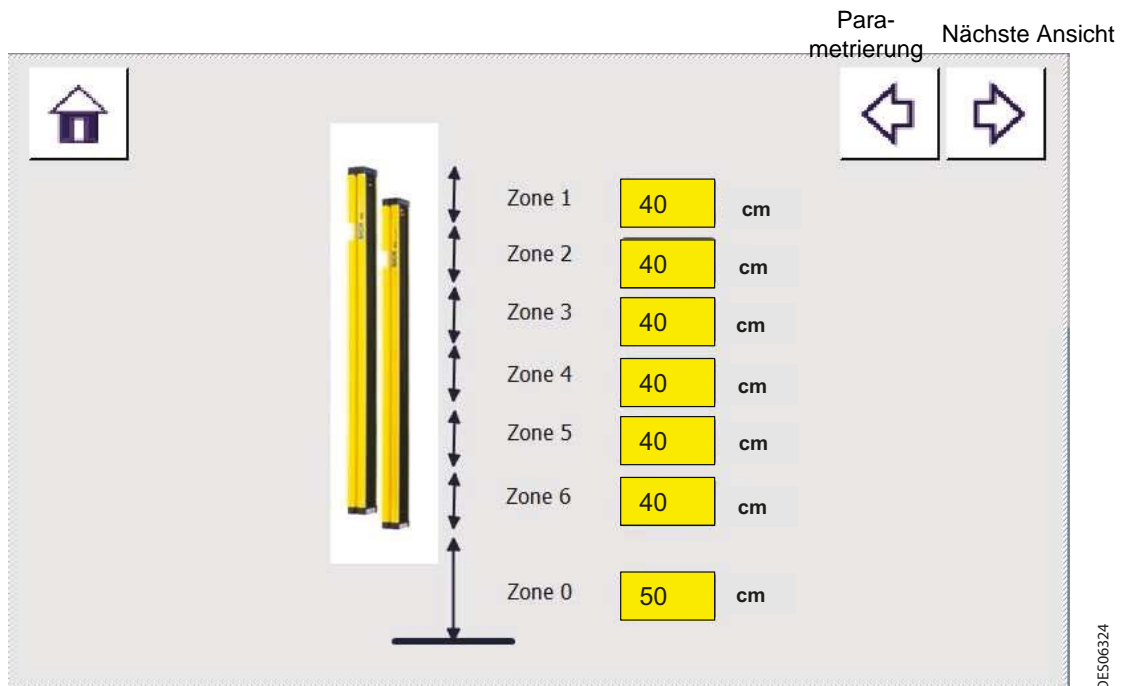 Para-
metrierung
Nächste Ansicht
Zone 1 40 cm
Zone 2 40 cm
Zone 3 40 cm
Zone 4 40 cm
Zone 5 40 cm
Zone 6 40 cm
Zone 0 50 cm
DES06324